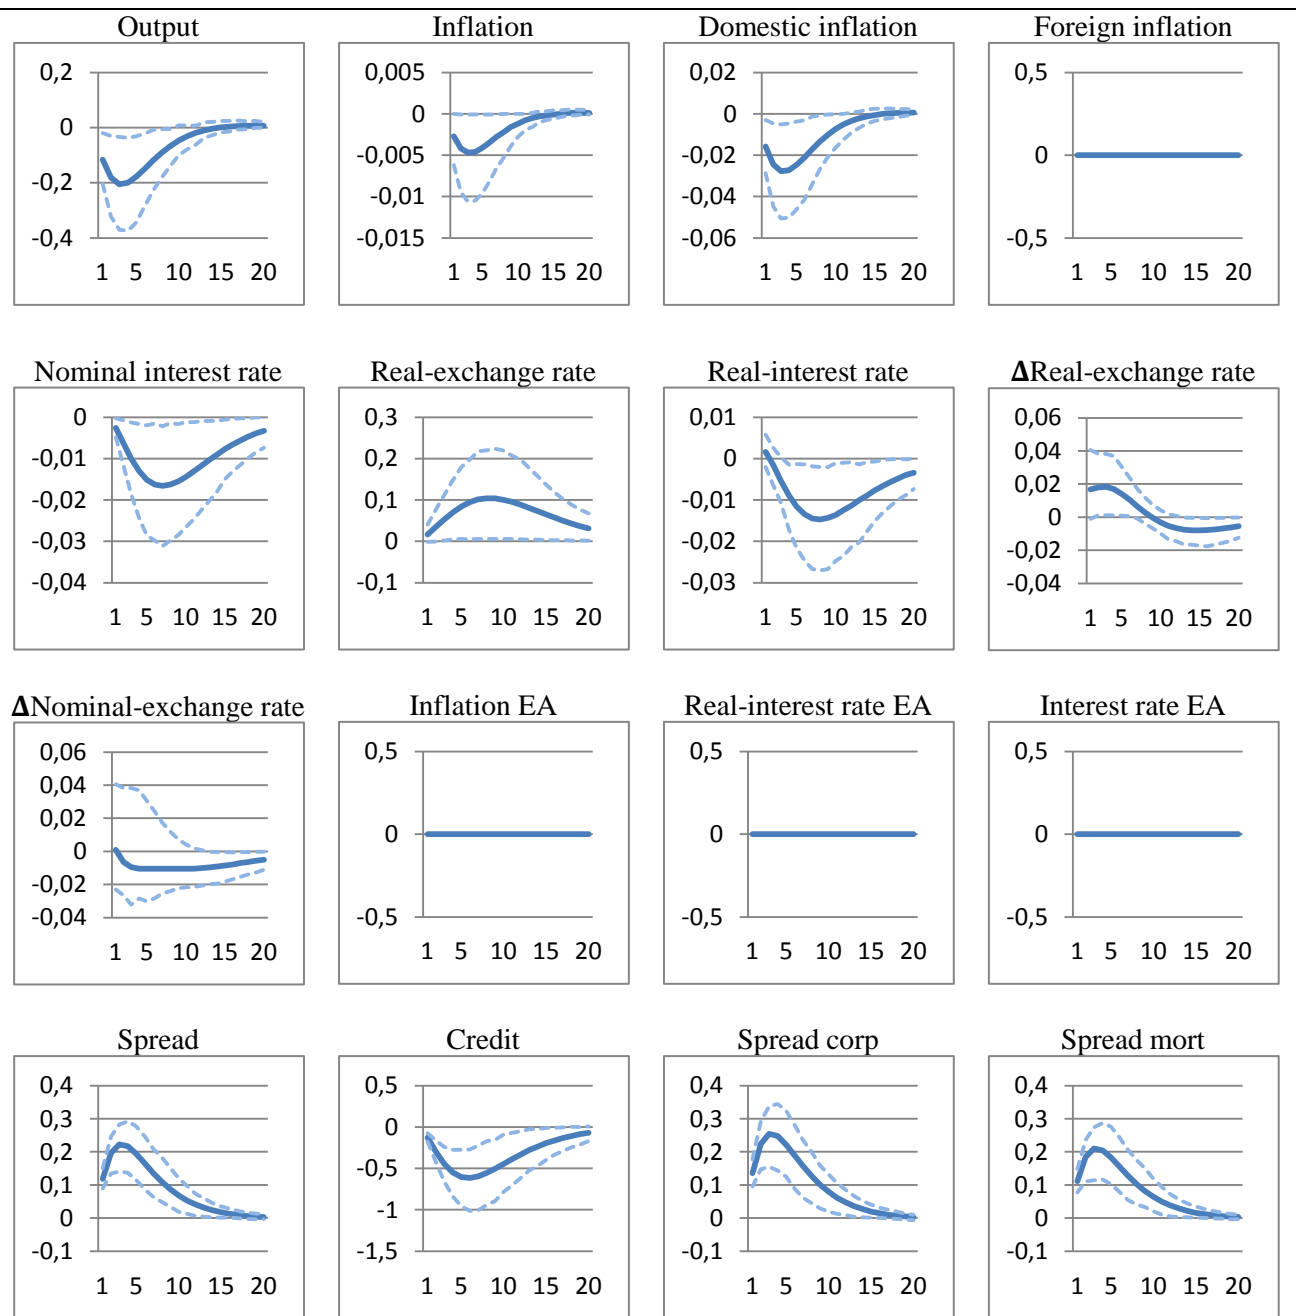 Output Inflation Domestic inflation Foreign inflation
0,2 0,005 0,02 0,5
0 0 0 0
-0,2 -0,005 -0,02 -0,5
-0,4 -0,01 -0,04
-0,015 -0,06
1 5 10 15 20 1 5 10 15 20 1 5 10 15 20 1 5 10 15 20
Nominal interest rate Real-exchange rate Real-interest rate ΔReal-exchange rate
0 0,3 0,01 0,06
-0,01 0,2 0 0,04
-0,02 0,1 -0,01 0,02
-0,03 0 -0,02 0
-0,04 -0,1 -0,03 -0,02
-0,04
1 5 10 15 20 1 5 10 15 20 1 5 10 15 20 1 5 10 15 20
ΔNominal-exchange rate Inflation EA Real-interest rate EA Interest rate EA
0,06 0,5 0,5 0,5
0,04 0 0 0
0,02 -0,5 -0,5 -0,5
0
-0,02
-0,04
1 5 10 15 20 1 5 10 15 20 1 5 10 15 20 1 5 10 15 20
Spread Credit Spread corp Spread mort
0,4 0,5 0,4 0,4
0,3 0 0,3 0,3
0,2 -0,5 0,2 0,2
0,1 -1 0,1 0,1
0 -1,5 0 0
-0,1 -0,1 -0,1
1 5 10 15 20 1 5 10 15 20 1 5 10 15 20 1 5 10 15 20